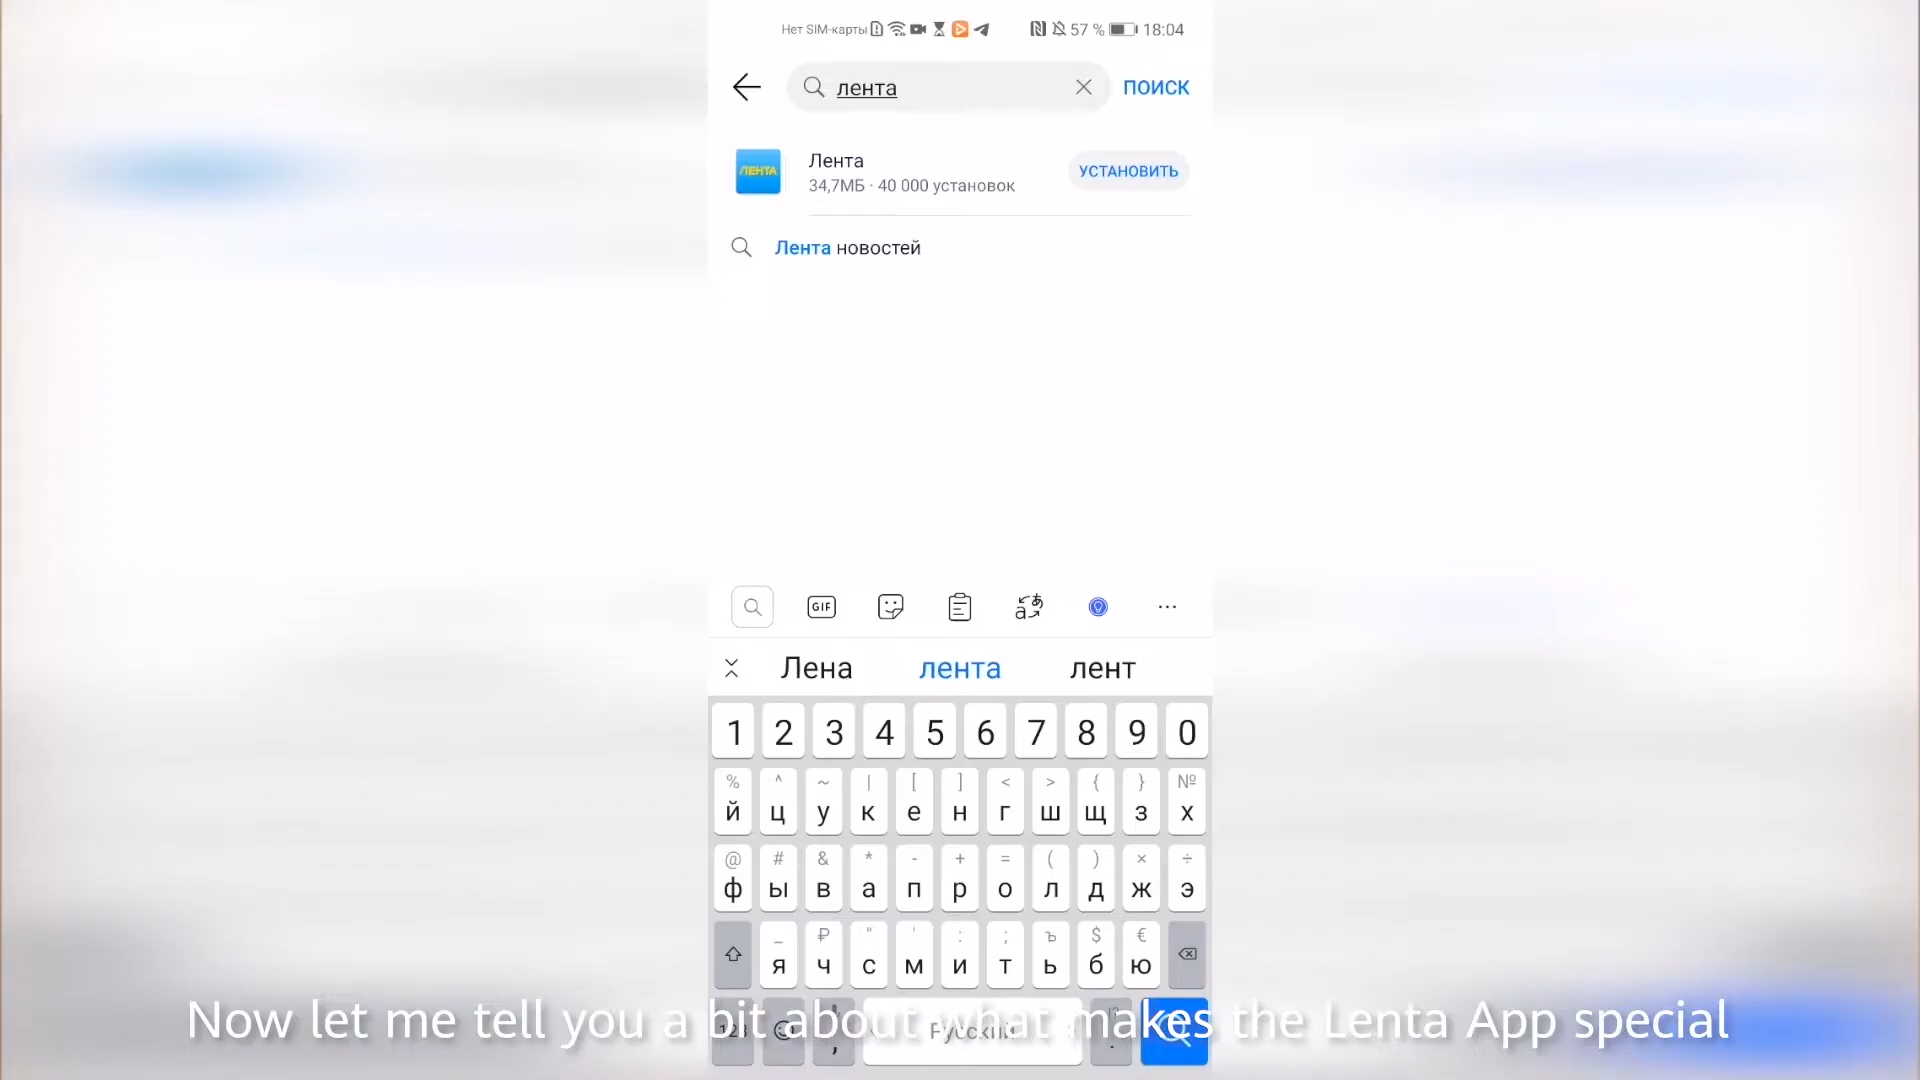 Нет SIM-карты 57 % 18:04
лента ПОИСК
ЛЕНТА Лента УСТАНОВИТЬ
34,7МБ · 40 000 установок
Лента новостей
GIF
Лена лента лент
1 2 3 4 5 6 7 8 9 0
% ^ ~ | [ ] < > { } №
й ц у к е н г ш щ з х
@ # & * - + = ( ) × ÷
ф ы в а п р о л д ж э
_ ₽ " ' : ; ъ $ €
я ч с м и т ь б ю
123 , Русский .
Now let me tell you a bit about what makes the Lenta App special